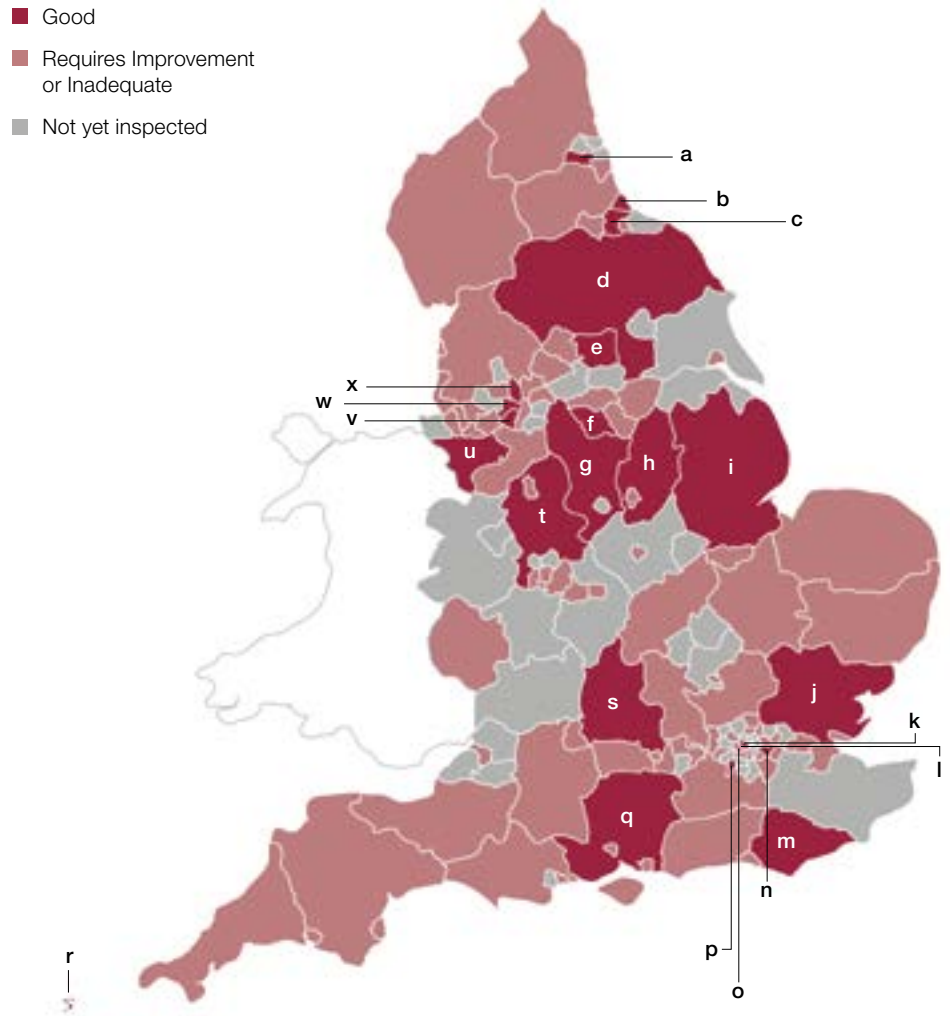 Good
Requires Improvement
or Inadequate
Not yet inspected
a
b
c
d
e
x
w
v
f
u
g
h
i
t
j
s
k
l
q
m
n
p
r
o